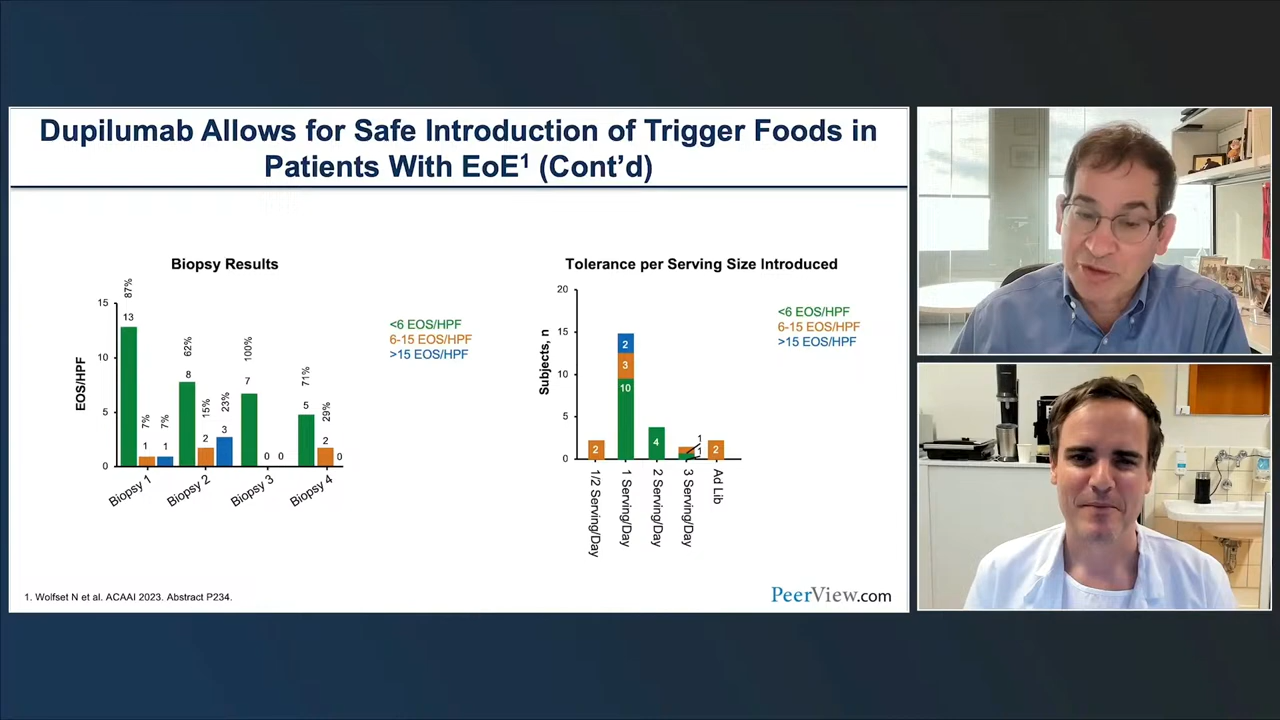 Dupilumab Allows for Safe Introduction of Trigger Foods in
Patients With EoE1 (Cont'd)
Biopsy Results
EOS/HPF
15
10
5
0
87%
13
7%
1
7%
1
62%
8
15%
2
23%
3
100%
7
0
0
71%
5
29%
2
0
Biopsy 1
Biopsy 2
Biopsy 3
Biopsy 4
<6 EOS/HPF
6-15 EOS/HPF
>15 EOS/HPF
Tolerance per Serving Size Introduced
Subjects, n
20
15
10
5
0
2
2
3
10
4
1
1
2
1/2 Serving/Day
1 Serving/Day
2 Serving/Day
3 Serving/Day
Ad Lib
<6 EOS/HPF
6-15 EOS/HPF
>15 EOS/HPF
1. Wolfset N et al. ACAAI 2023. Abstract P234.
PeerView.com